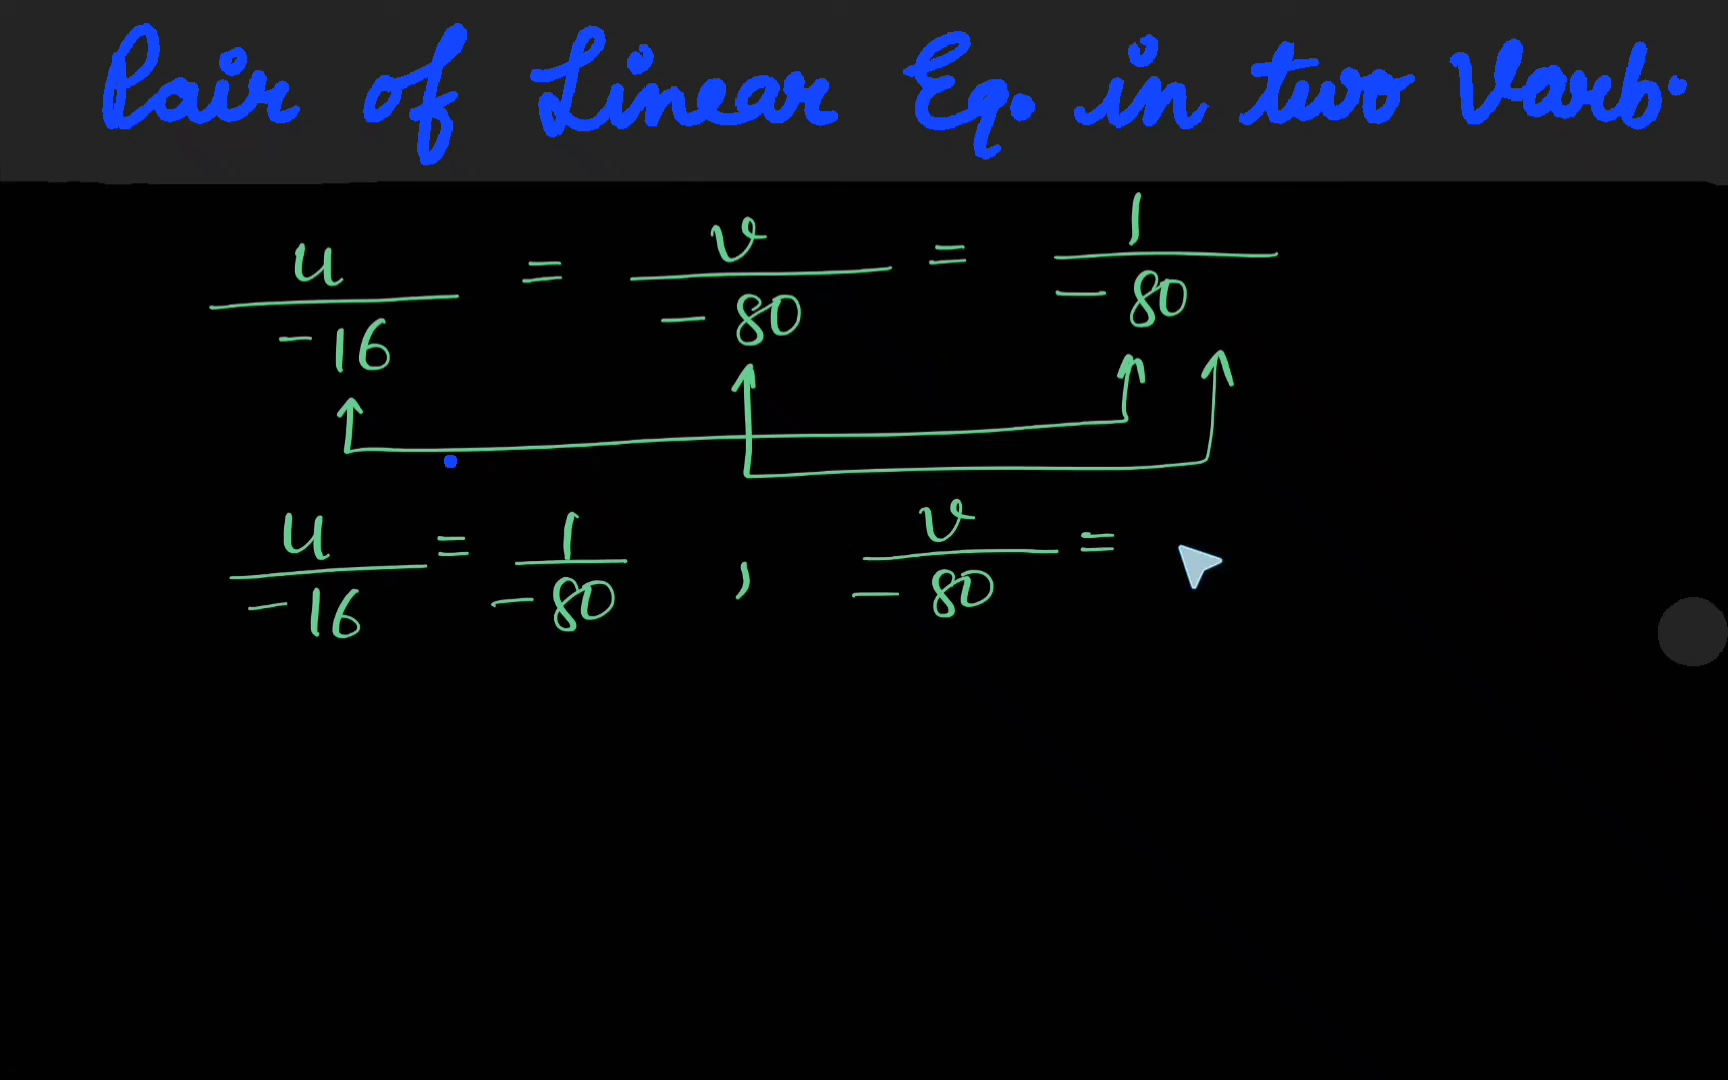 Pair of Linear Eq. in two Varb.
u/-16 = v/-80 = 1/-80
u/-16 = 1/-80 , v/-80 =